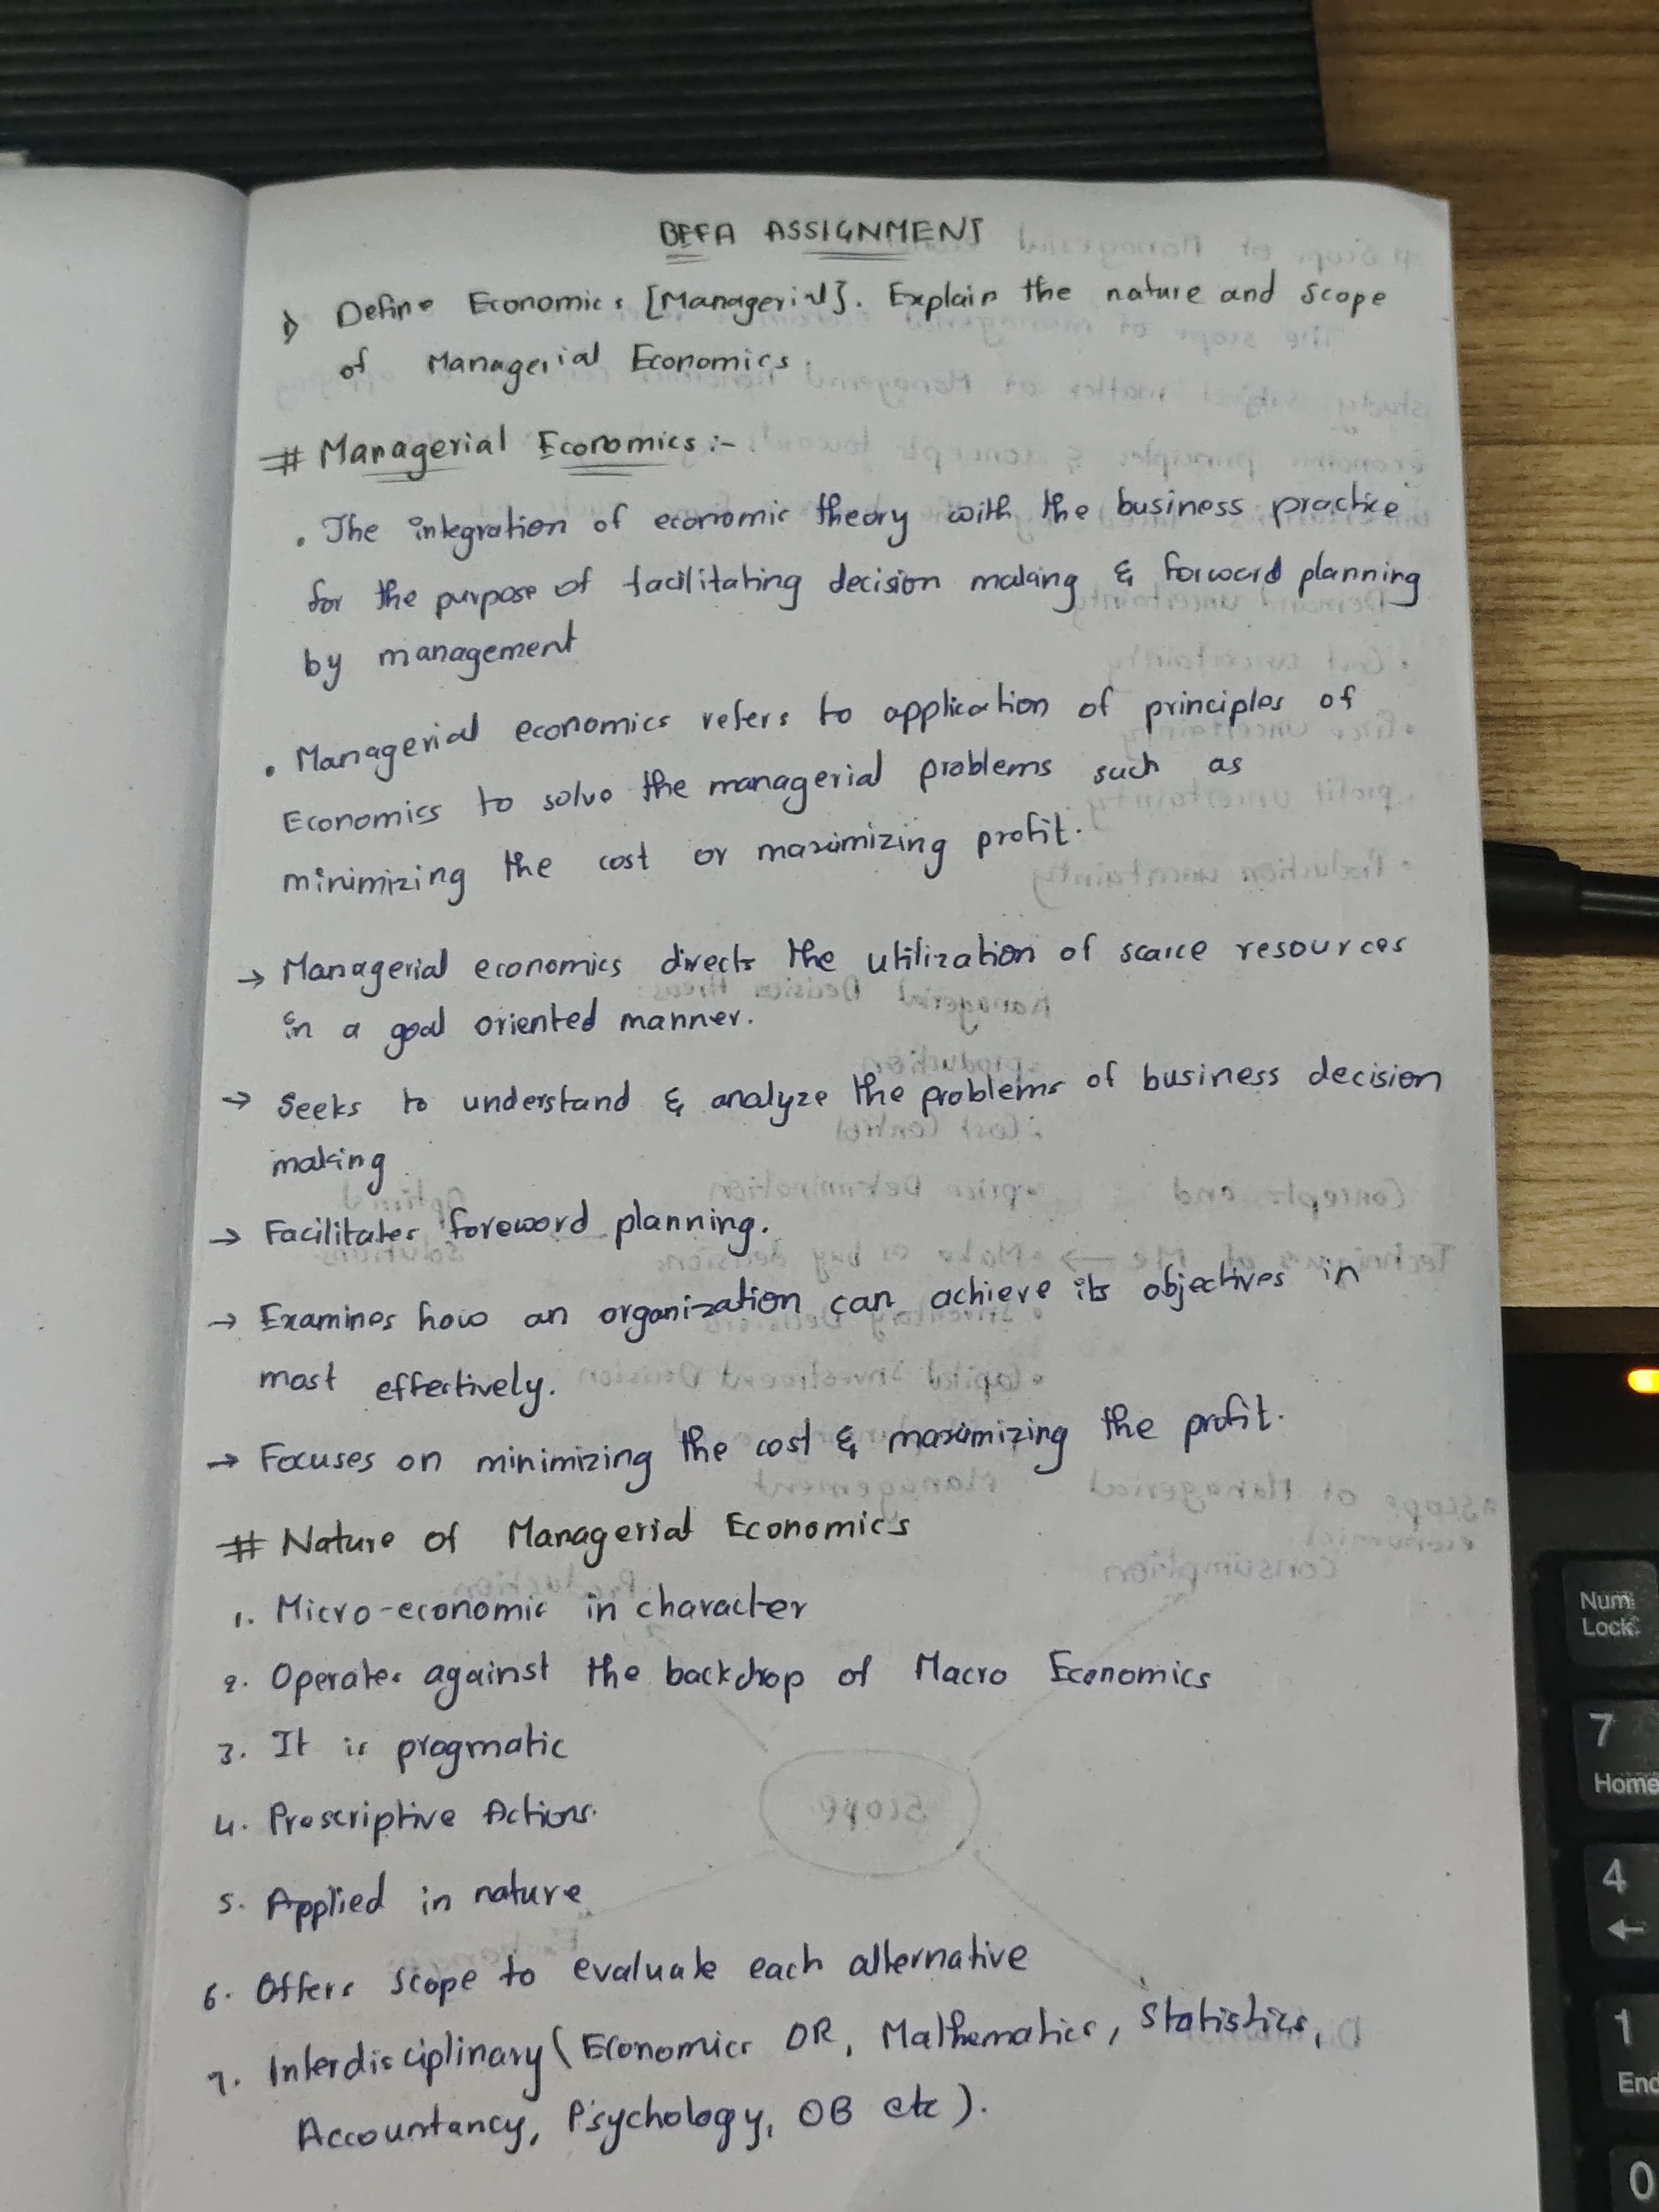 BEFA ASSIGNMENT
1) Define Economics [Managerial]. Explain the nature and scope
of Managerial Economics.
# Managerial Economics :-
. The integration of economic theory with the business practice
for the purpose of facilitating decision making & forword planning
by management
. Managerial economics refers to application of principles of
Economics to solve the managerial problems such as
minimizing the cost or maximizing profit.
→ Managerial economics directs the utilization of scarce resources
in a goal oriented manner.
→ Seeks to understand & analyze the problems of business decision
making
→ Facilitates foreword planning.
→ Examines how an organization can achieve its objectives in
most effectively.
→ Focuses on minimizing the cost & maximizing the profit.
# Nature of Managerial Economics
1. Micro-economic in character
2. Operates against the backdrop of Macro Economics
3. It is pragmatic
4. Prescriptive Actions.
5. Applied in nature
6. Offers scope to evaluate each alternative
7. Interdisciplinary ( Economics OR, Mathematics, Statistics,
Accountancy, Psychology, OB etc ).
Num
Lock
7
Home
4
←
1
End
0